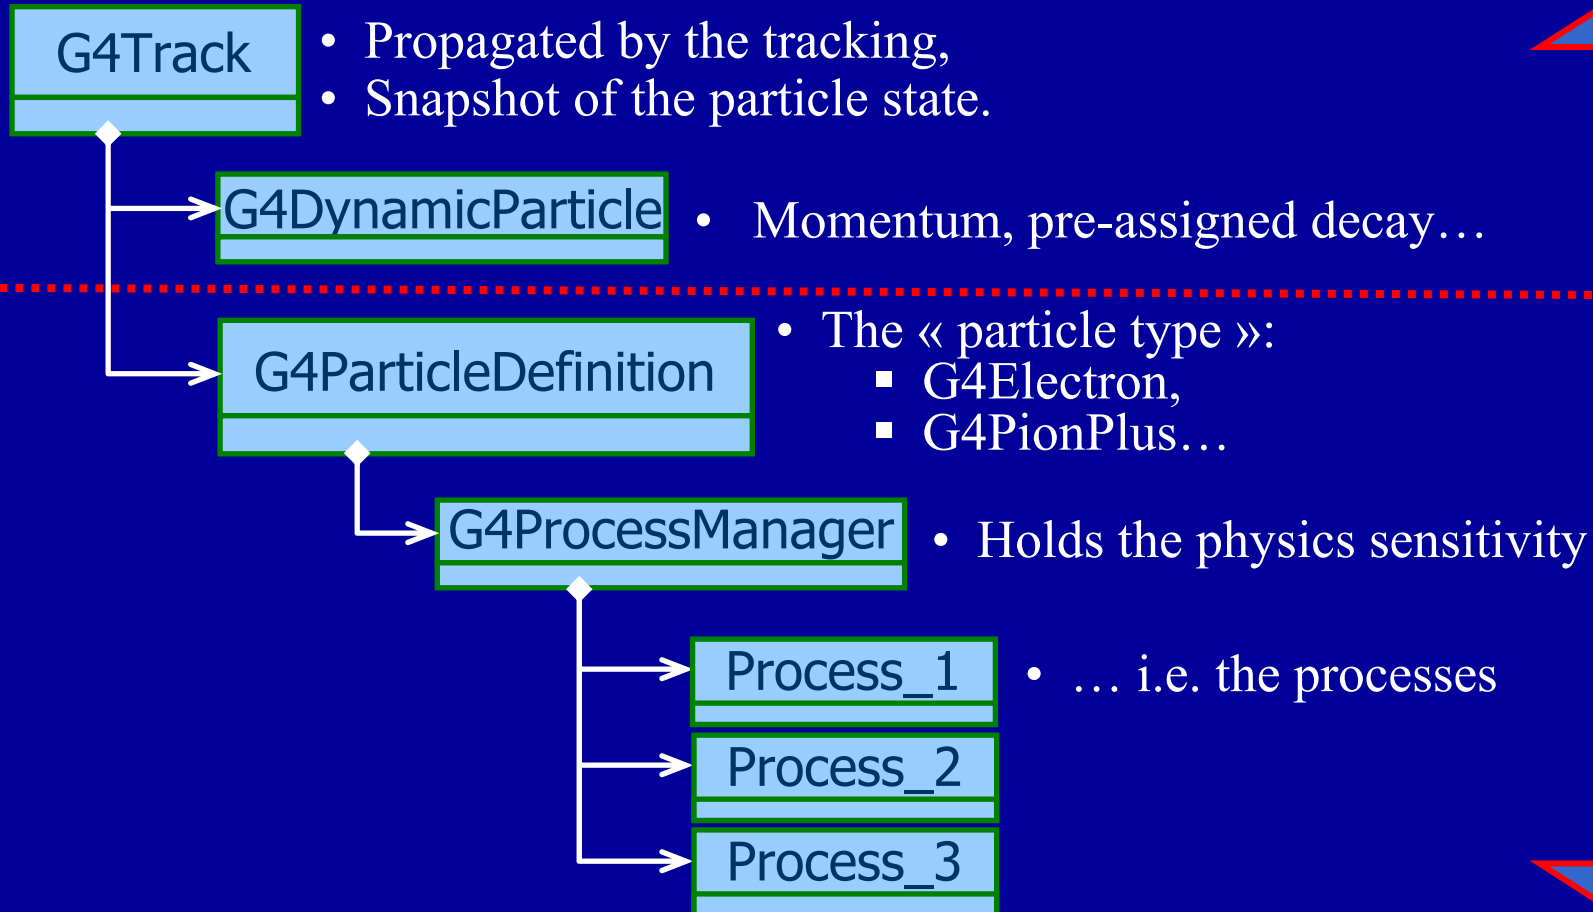 G4Track
• Propagated by the tracking,
• Snapshot of the particle state.
G4DynamicParticle
• Momentum, pre-assigned decay…
G4ParticleDefinition
• The « particle type »:
▪ G4Electron,
▪ G4PionPlus…
G4ProcessManager
• Holds the physics sensitivity
Process_1
• … i.e. the processes
Process_2
Process_3